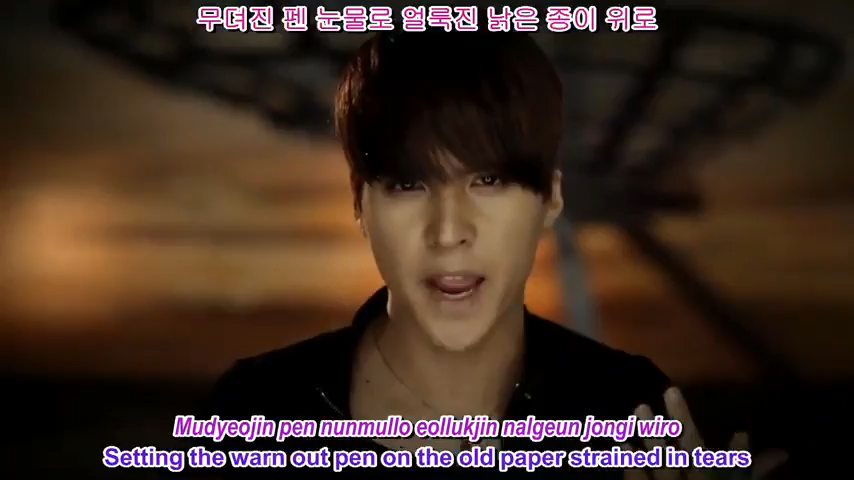 무뎌진 펜 눈물로 얼룩진 낡은 종이 위로
Mudyeojin pen nunmullo eollukjin nalgeun jongi wiro
Setting the warn out pen on the old paper strained in tears